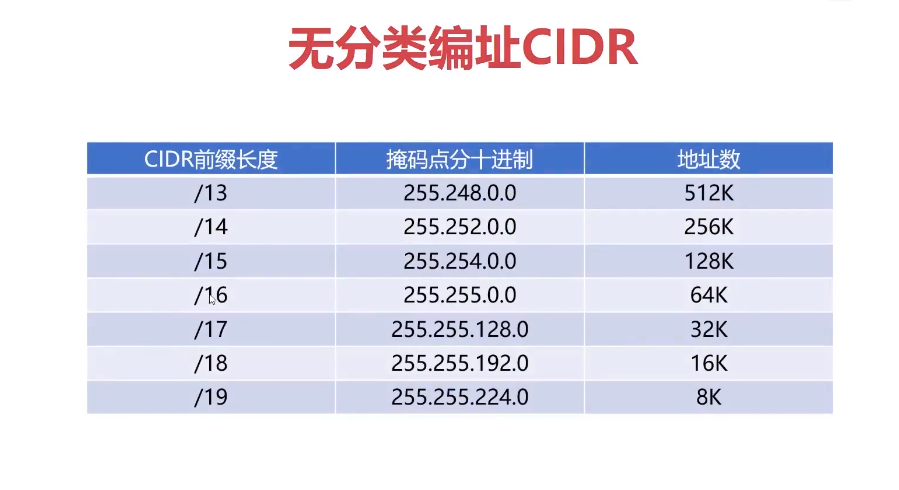 无分类编址CIDR
CIDR前缀长度 掩码点分十进制 地址数
/13 255.248.0.0 512K
/14 255.252.0.0 256K
/15 255.254.0.0 128K
/16 255.255.0.0 64K
/17 255.255.128.0 32K
/18 255.255.192.0 16K
/19 255.255.224.0 8K